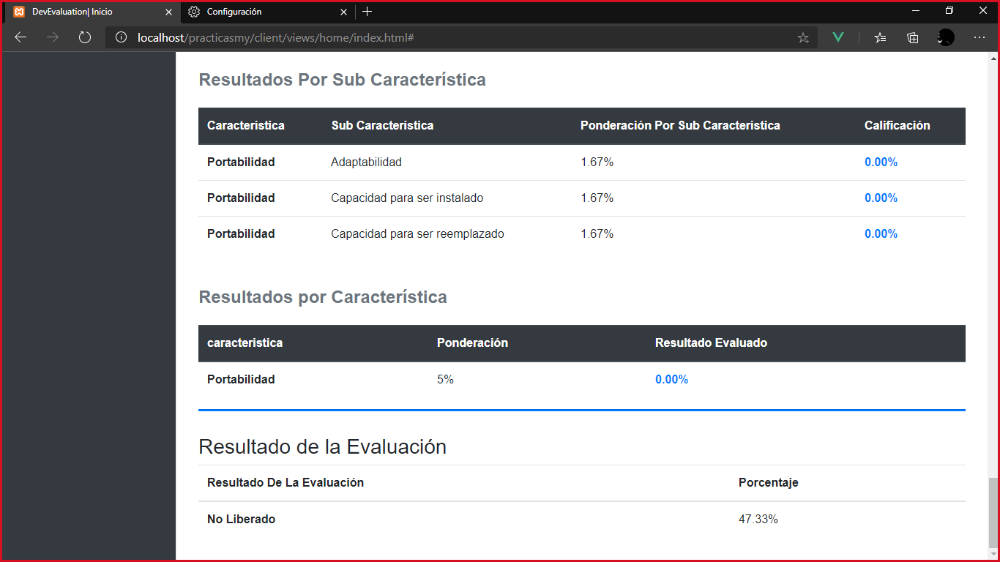 DevEvaluation| Inicio
Configuración
localhost/practicasmy/client/views/home/index.html#
Resultados Por Sub Característica
Característica Sub Característica Ponderación Por Sub Característica Calificación
Portabilidad Adaptabilidad 1.67% 0.00%
Portabilidad Capacidad para ser instalado 1.67% 0.00%
Portabilidad Capacidad para ser reemplazado 1.67% 0.00%
Resultados por Característica
caracteristica Ponderación Resultado Evaluado
Portabilidad 5% 0.00%
Resultado de la Evaluación
Resultado De La Evaluación Porcentaje
No Liberado 47.33%